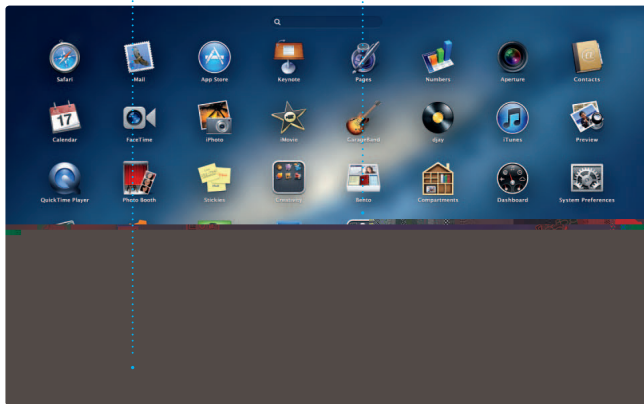 Safari Mail App Store Keynote Pages Numbers Aperture Contacts
17
Calendar FaceTime iPhoto iMovie GarageBand djay iTunes Preview
QuickTime Player Photo Booth Stickies Bento Compartments Dashboard System Preferences